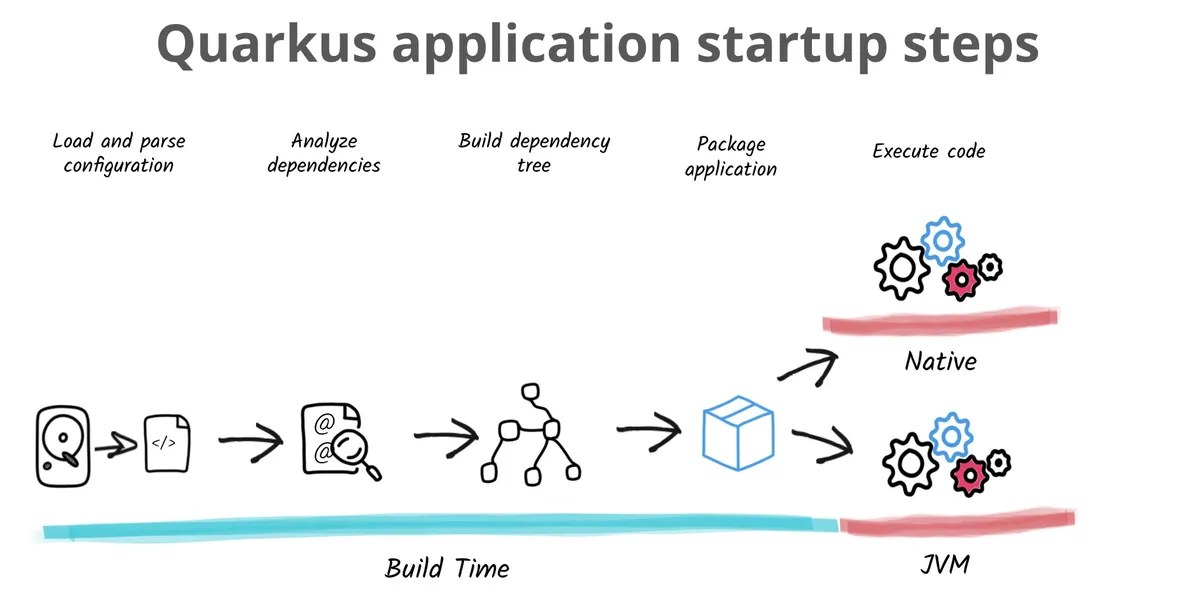 Quarkus application startup steps
Load and parse
configuration
Analyze
dependencies
Build dependency
tree
Package
application
Execute code
Native
</>
@
@
Build Time
JVM